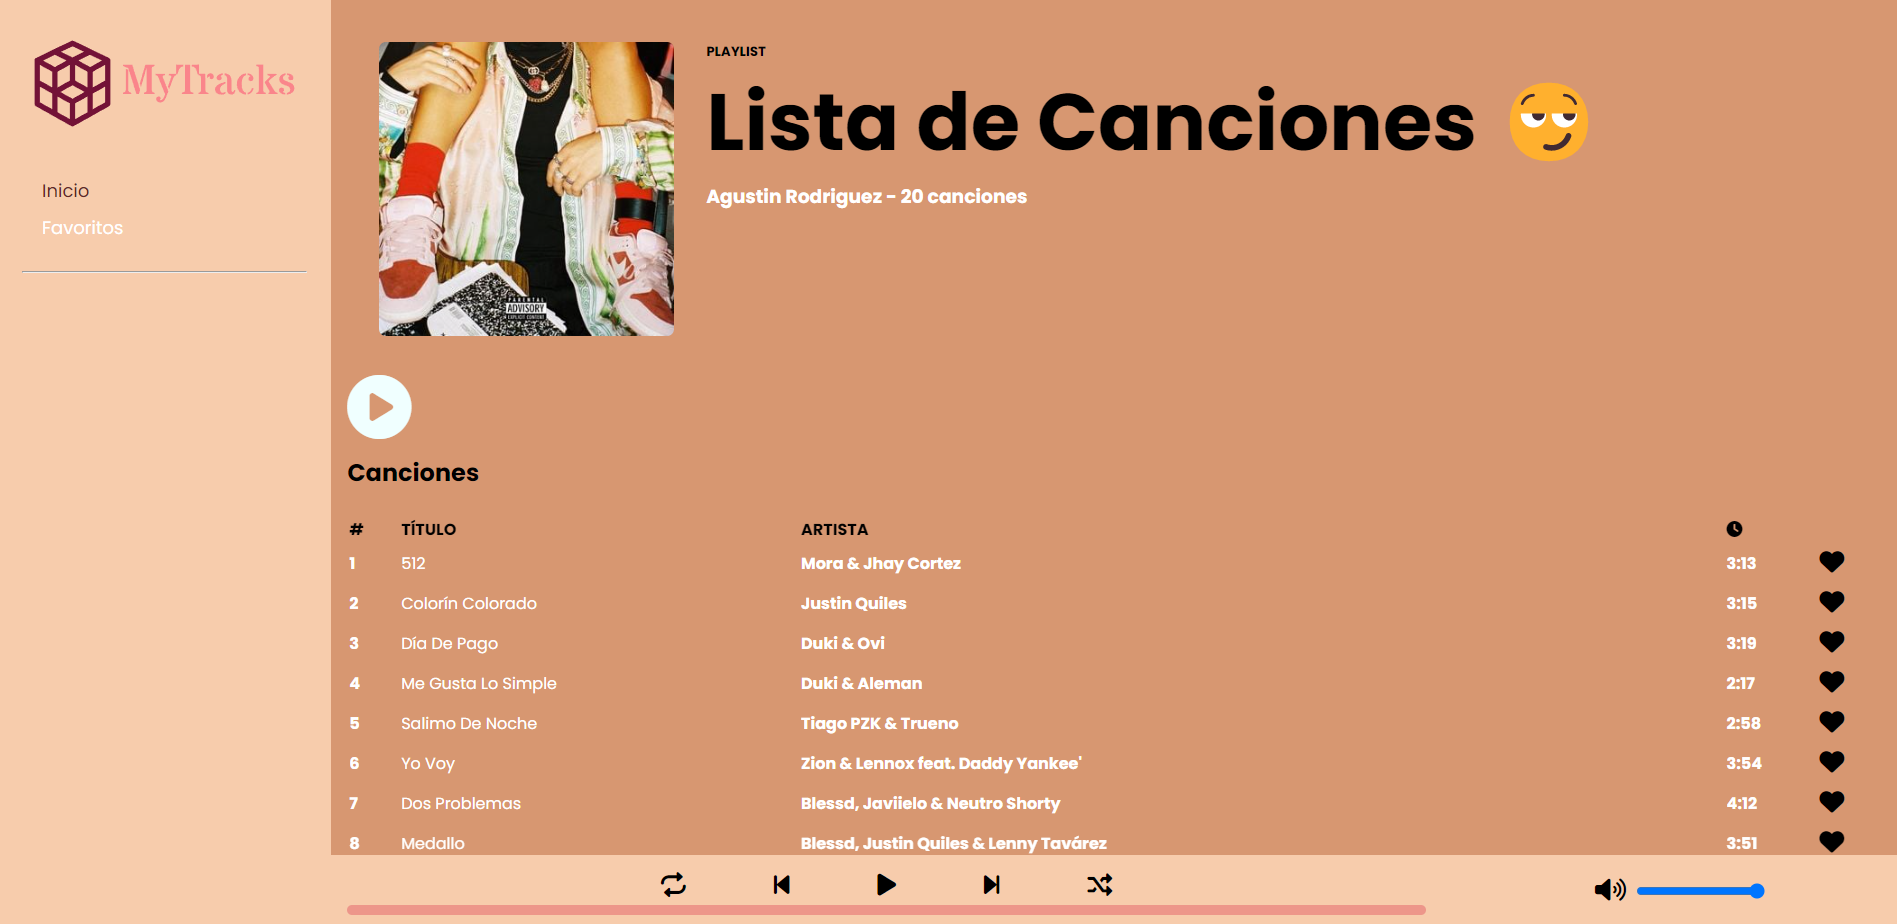 MyTracks
Inicio
Favoritos
PLAYLIST
Lista de Canciones 😏
Agustin Rodriguez - 20 canciones
PARENTAL
ADVISORY
EXPLICIT CONTENT
Canciones
# TÍTULO ARTISTA
1 512 Mora & Jhay Cortez 3:13
2 Colorín Colorado Justin Quiles 3:15
3 Día De Pago Duki & Ovi 3:19
4 Me Gusta Lo Simple Duki & Aleman 2:17
5 Salimo De Noche Tiago PZK & Trueno 2:58
6 Yo Voy Zion & Lennox feat. Daddy Yankee' 3:54
7 Dos Problemas Blessd, Javiielo & Neutro Shorty 4:12
8 Medallo Blessd, Justin Quiles & Lenny Tavárez 3:51